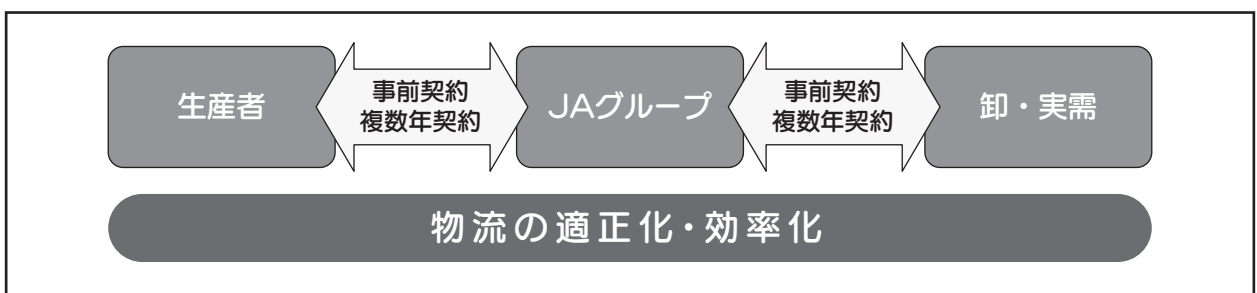 生産者
事前契約
複数年契約
JAグループ
事前契約
複数年契約
卸・実需
物流の適正化・効率化